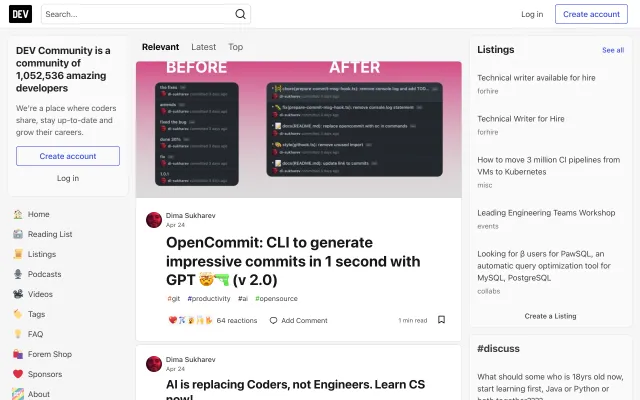 DEV
Search...
Log in
Create account
DEV Community is a
community of
1,052,536 amazing
developers
We're a place where coders
share, stay up-to-date and
grow their careers.
Create account
Log in
Home
Reading List
Listings
Podcasts
Videos
Tags
FAQ
Forem Shop
Sponsors
About
Relevant
Latest
Top
BEFORE
AFTER
Dima Sukharev
Apr 24
OpenCommit: CLI to generate
impressive commits in 1 second with
GPT 🤯🔫 (v 2.0)
#git #productivity #ai #opensource
64 reactions
Add Comment
1 min read
Dima Sukharev
Apr 24
AI is replacing Coders, not Engineers. Learn CS
now!
Listings
See all
Technical writer available for hire
forhire
Technical Writer for Hire
forhire
How to move 3 million CI pipelines from
VMs to Kubernetes
misc
Leading Engineering Teams Workshop
events
Looking for β users for PawSQL, an
automatic query optimization tool for
MySQL, PostgreSQL
collabs
Create a Listing
#discuss
What should some who is 18yrs old now,
start learning first, Java or Python or
both together????